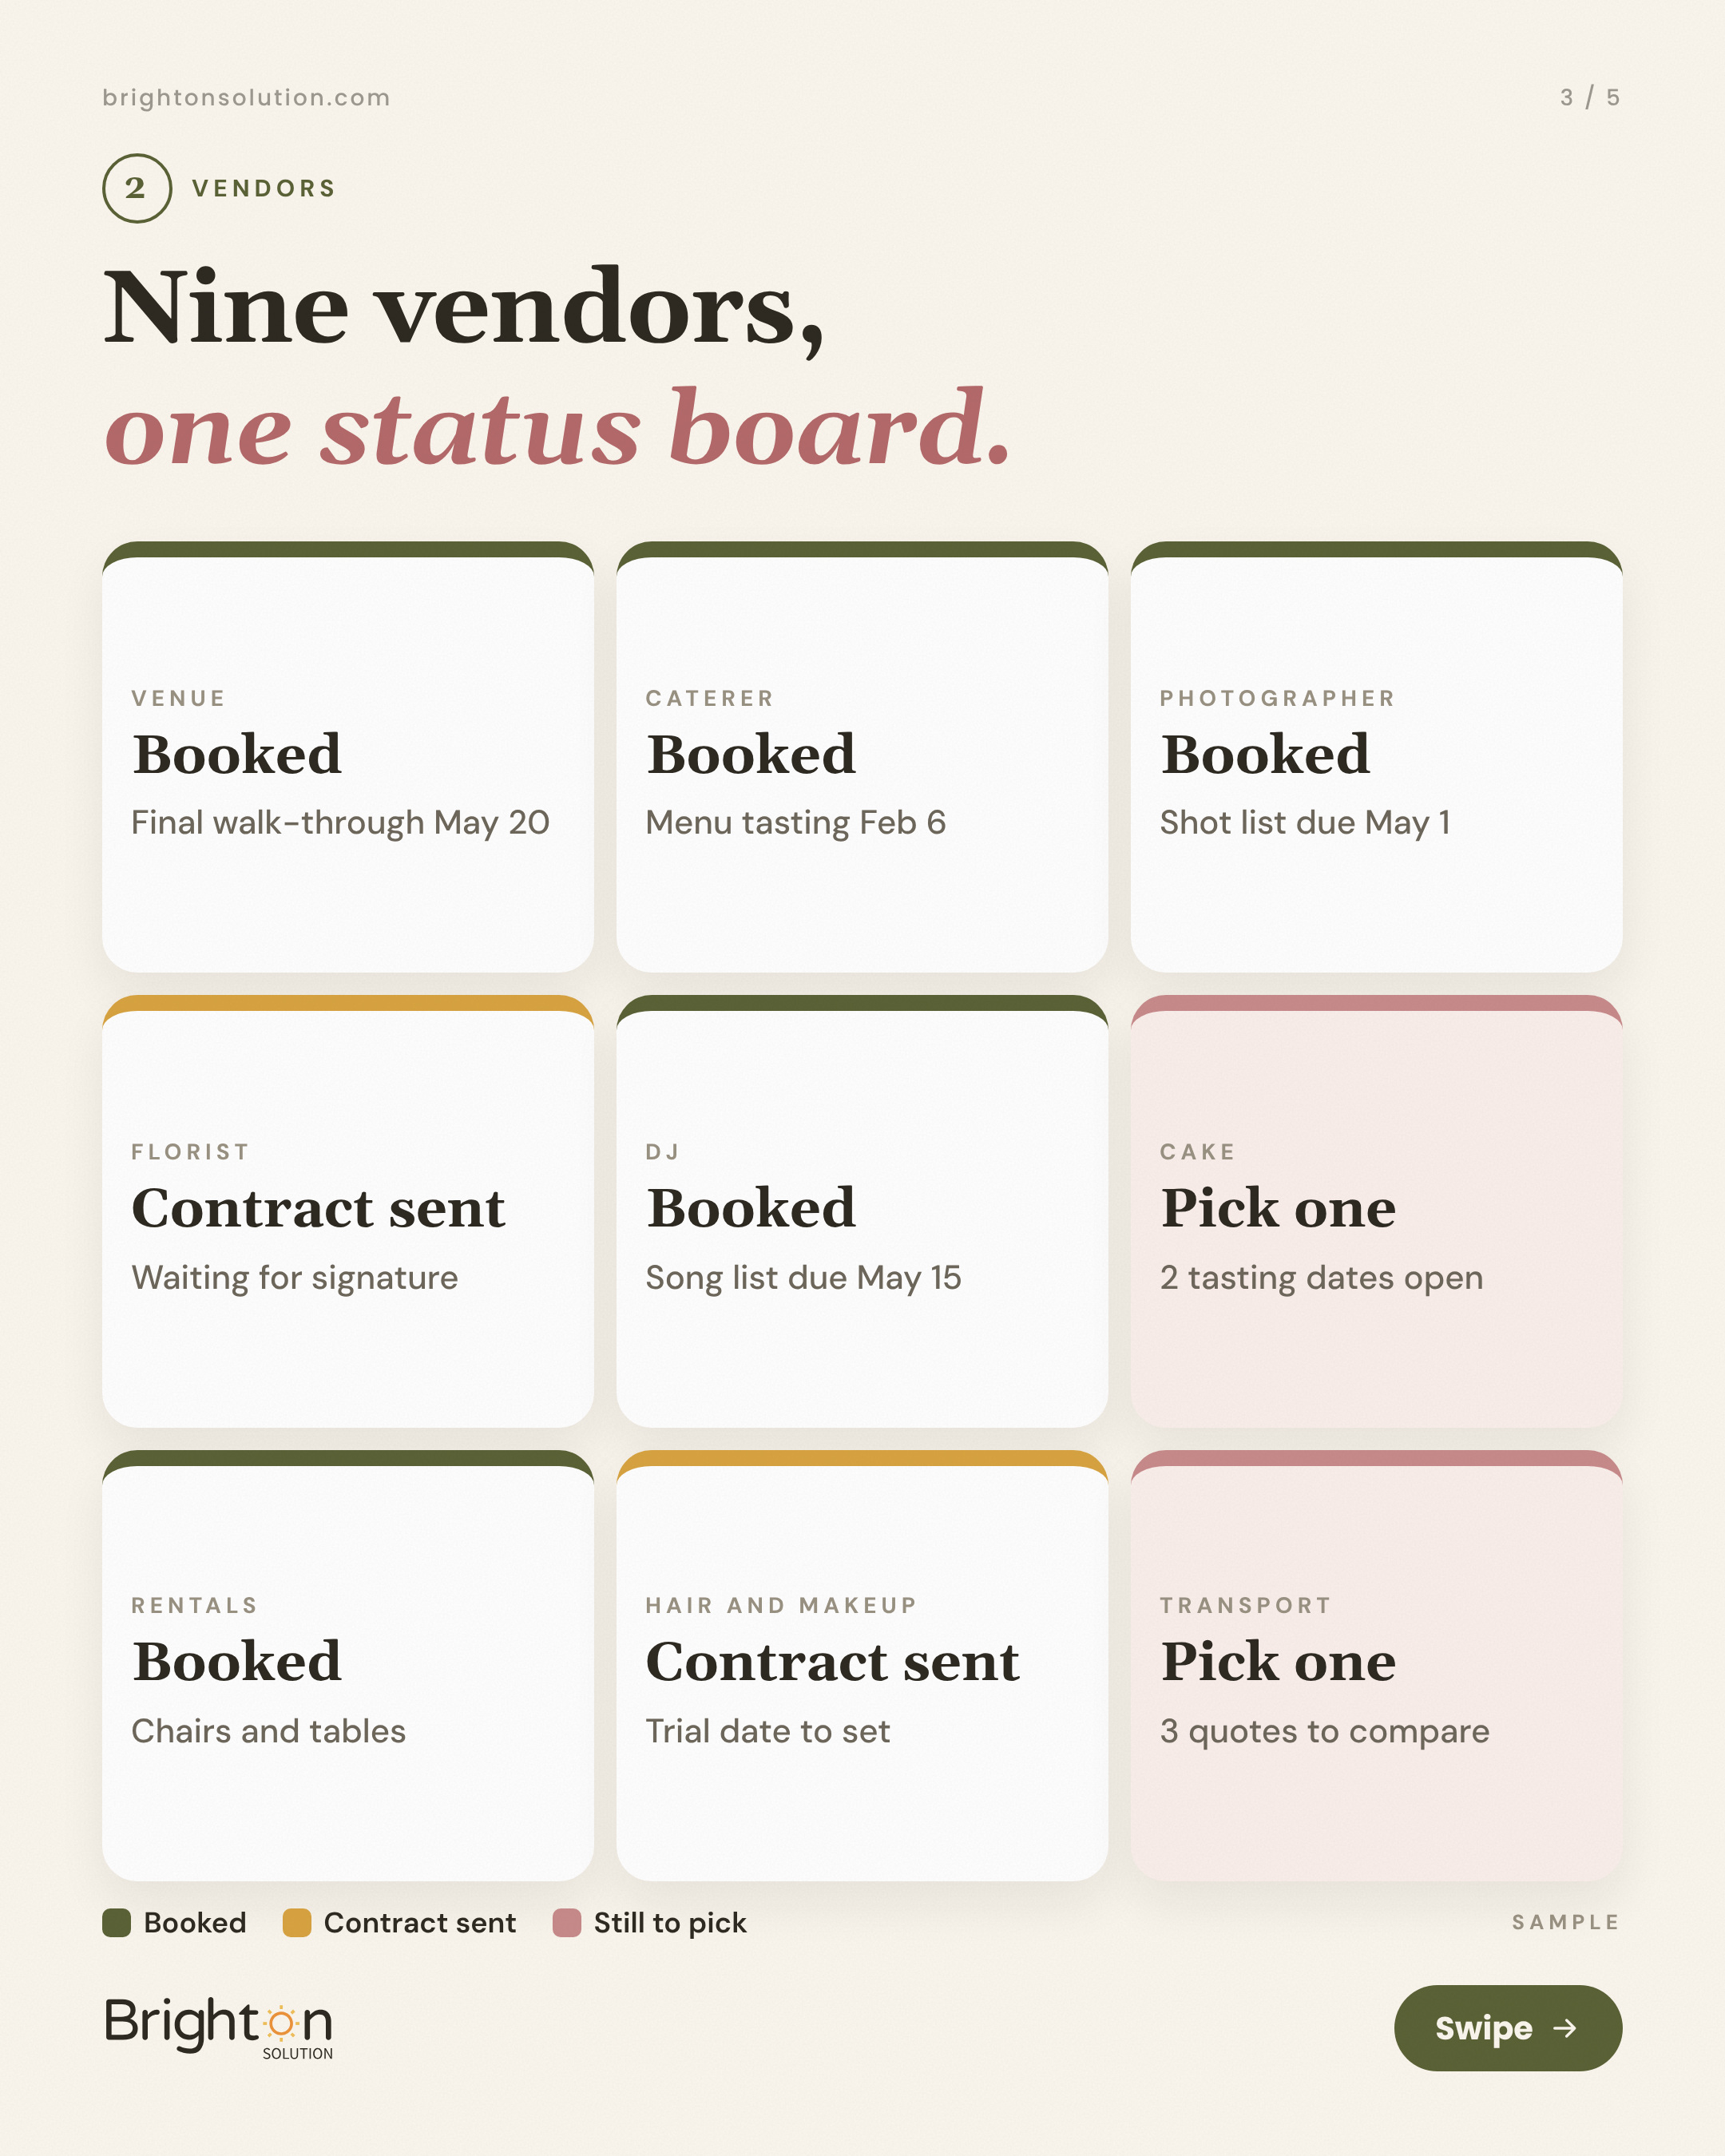 brightonsolution.com
3 / 5
2 VENDORS
Nine vendors,
one status board.
VENUE
Booked
Final walk-through May 20
CATERER
Booked
Menu tasting Feb 6
PHOTOGRAPHER
Booked
Shot list due May 1
FLORIST
Contract sent
Waiting for signature
DJ
Booked
Song list due May 15
CAKE
Pick one
2 tasting dates open
RENTALS
Booked
Chairs and tables
HAIR AND MAKEUP
Contract sent
Trial date to set
TRANSPORT
Pick one
3 quotes to compare
Booked
Contract sent
Still to pick
SAMPLE
Brighton
SOLUTION
Swipe →